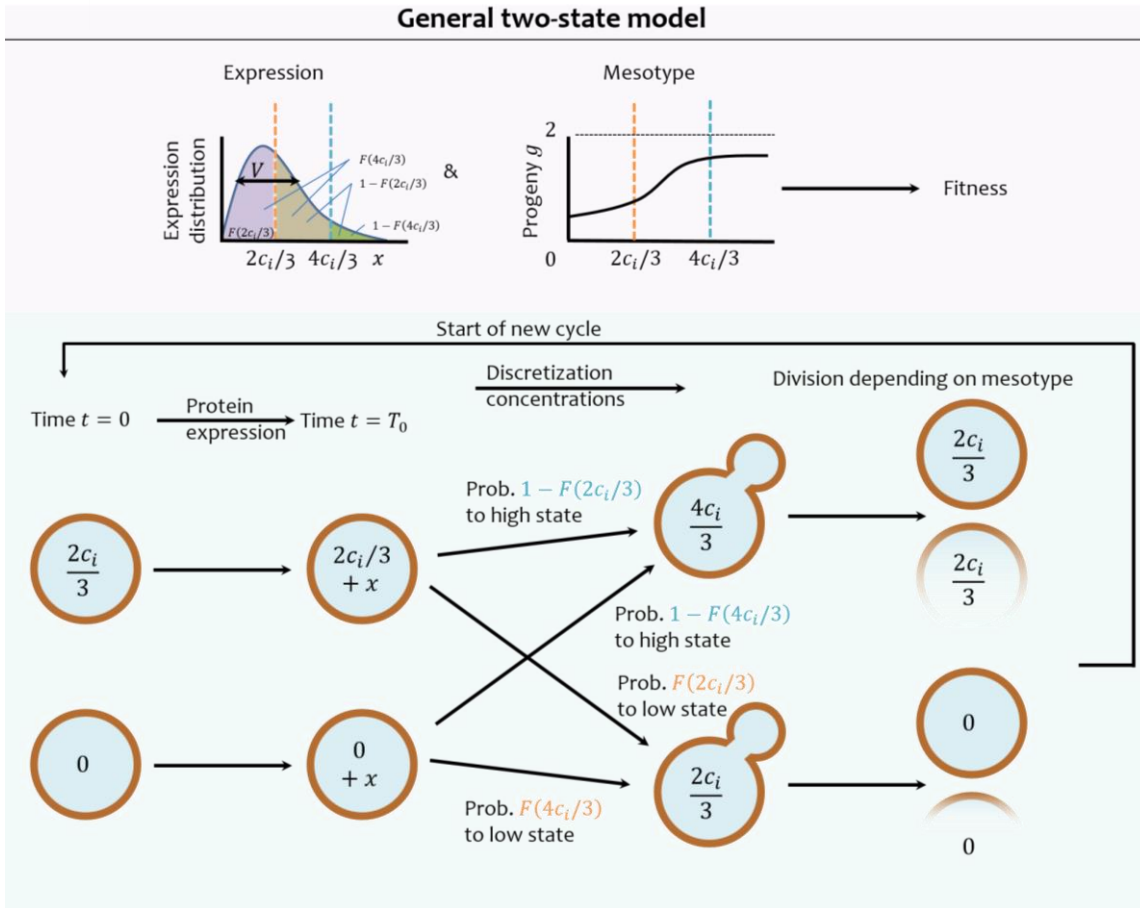 General two-state model
Expression
Mesotype
Expression
distribution
V
F(4c_i/3)
1 − F(2c_i/3)
1 − F(4c_i/3)
F(2c_i/3)
2c_i/3 4c_i/3 x
&
Progeny g
2
0
2c_i/3 4c_i/3
Fitness
Start of new cycle
Time t = 0
Protein
expression
Time t = T_0
Discretization
concentrations
Division depending on mesotype
2c_i
3
2c_i/3
+ x
Prob. 1 − F(2c_i/3)
to high state
4c_i
3
2c_i
3
2c_i
3
Prob. 1 − F(4c_i/3)
to high state
Prob. F(2c_i/3)
to low state
0
0
+ x
Prob. F(4c_i/3)
to low state
2c_i
3
0
0